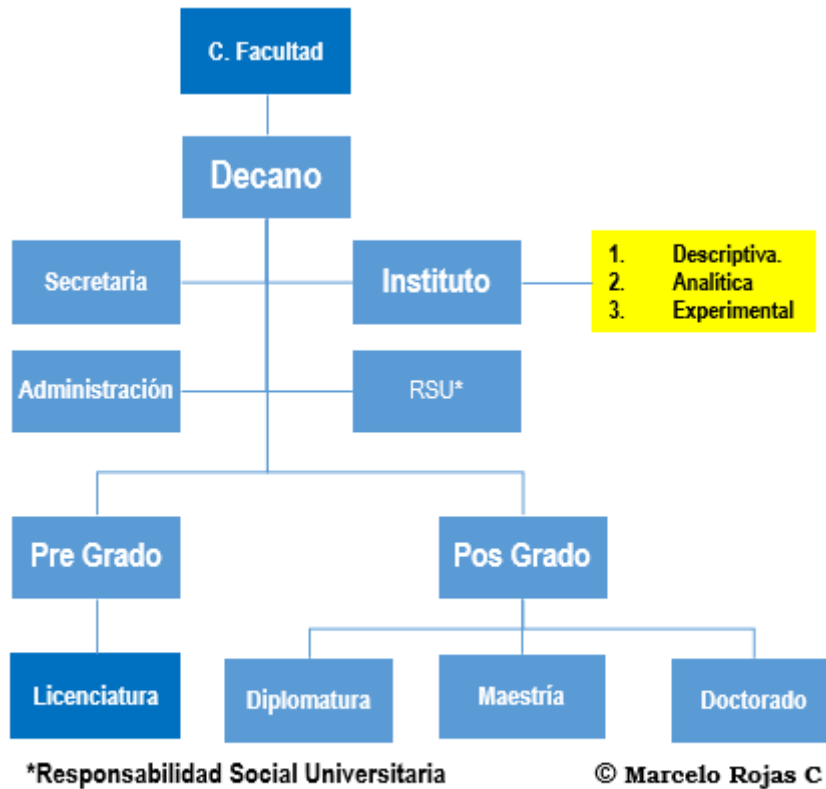 C. Facultad
Decano
Secretaria
Instituto
1. Descriptiva.
2. Analítica
3. Experimental
Administración
RSU*
Pre Grado
Pos Grado
Licenciatura
Diplomatura
Maestría
Doctorado
*Responsabilidad Social Universitaria
© Marcelo Rojas C